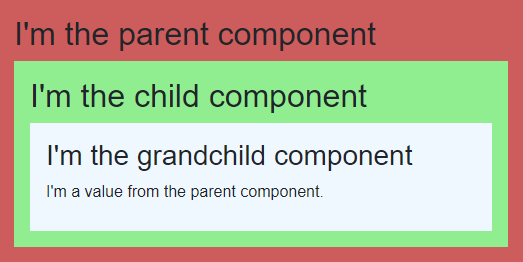 I'm the parent component
I'm the child component
I'm the grandchild component
I'm a value from the parent component.